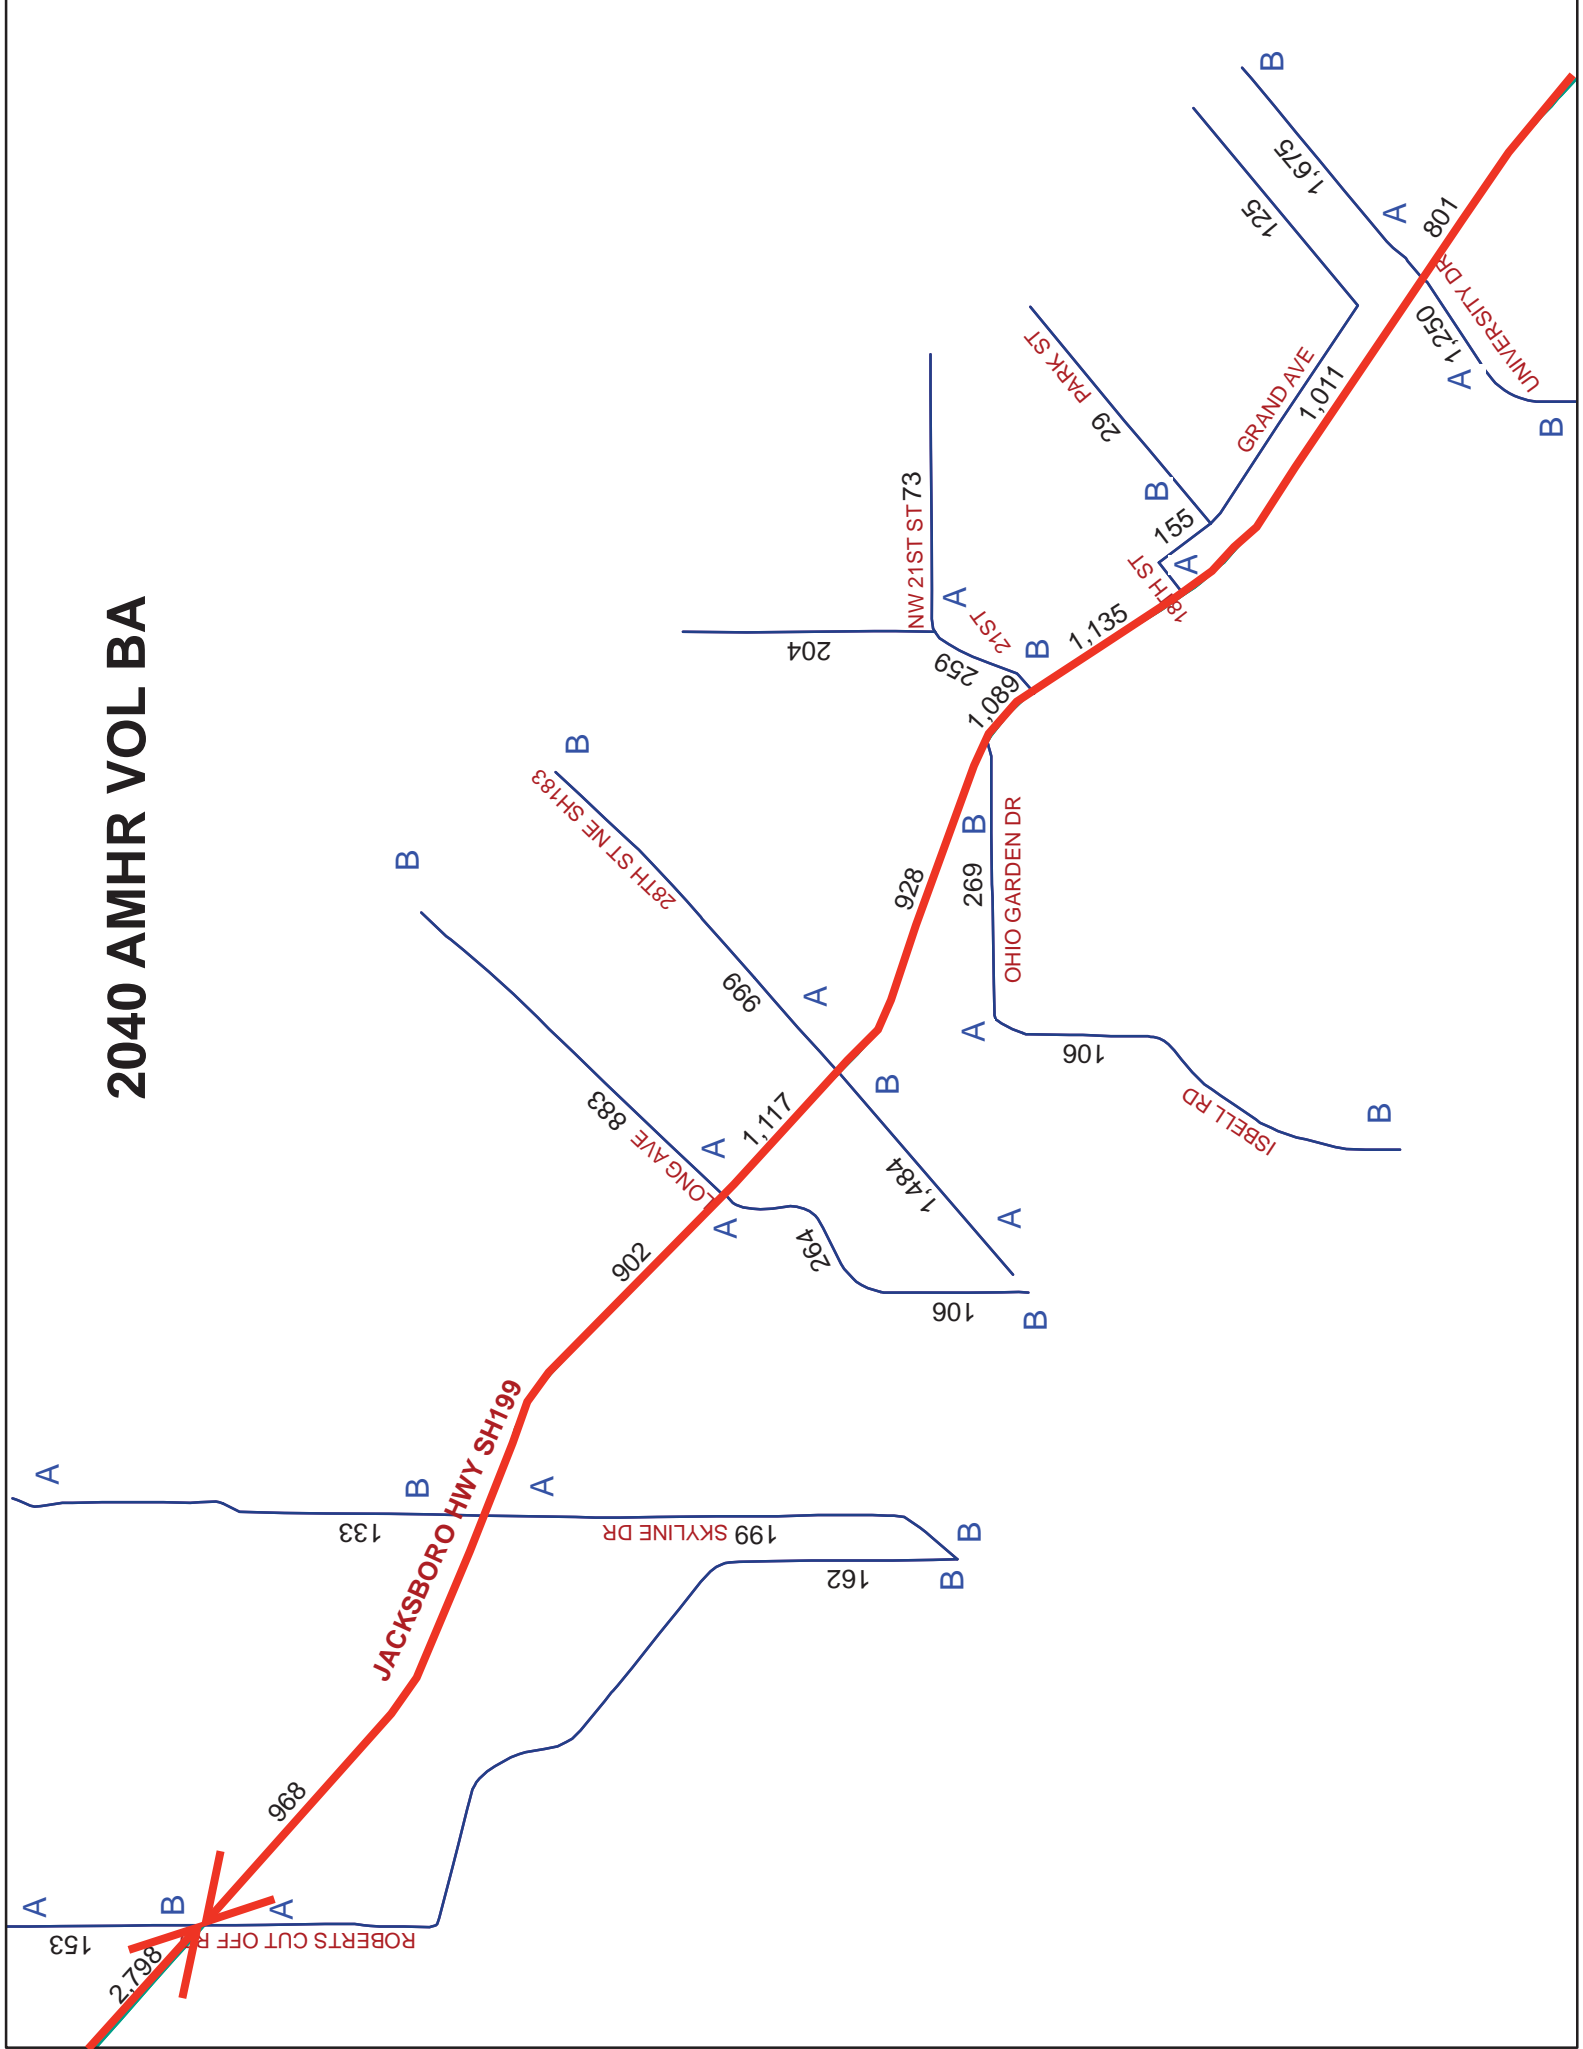 2040 AMHR VOL BA
A
153
2,798
B
A
ROBERTS CUT OFF RD
968
162
B
A
133
B
JACKSBORO HWY SH199
A
SKYLINE DR
199
B
902
B
883
LONG AVE
A
A
264
106
B
1,117
B
28TH ST NE SH183
999
A
B
1,484
A
928
B
269
OHIO GARDEN DR
A
106
ISBELL RD
B
1,089
204
NW 21ST ST
73
A
21ST
259
B
1,135
18TH ST
A
155
B
29
PARK ST
GRAND AVE
125
1,011
B
1,675
A
801
UNIVERSITY DR
1,250
A
B